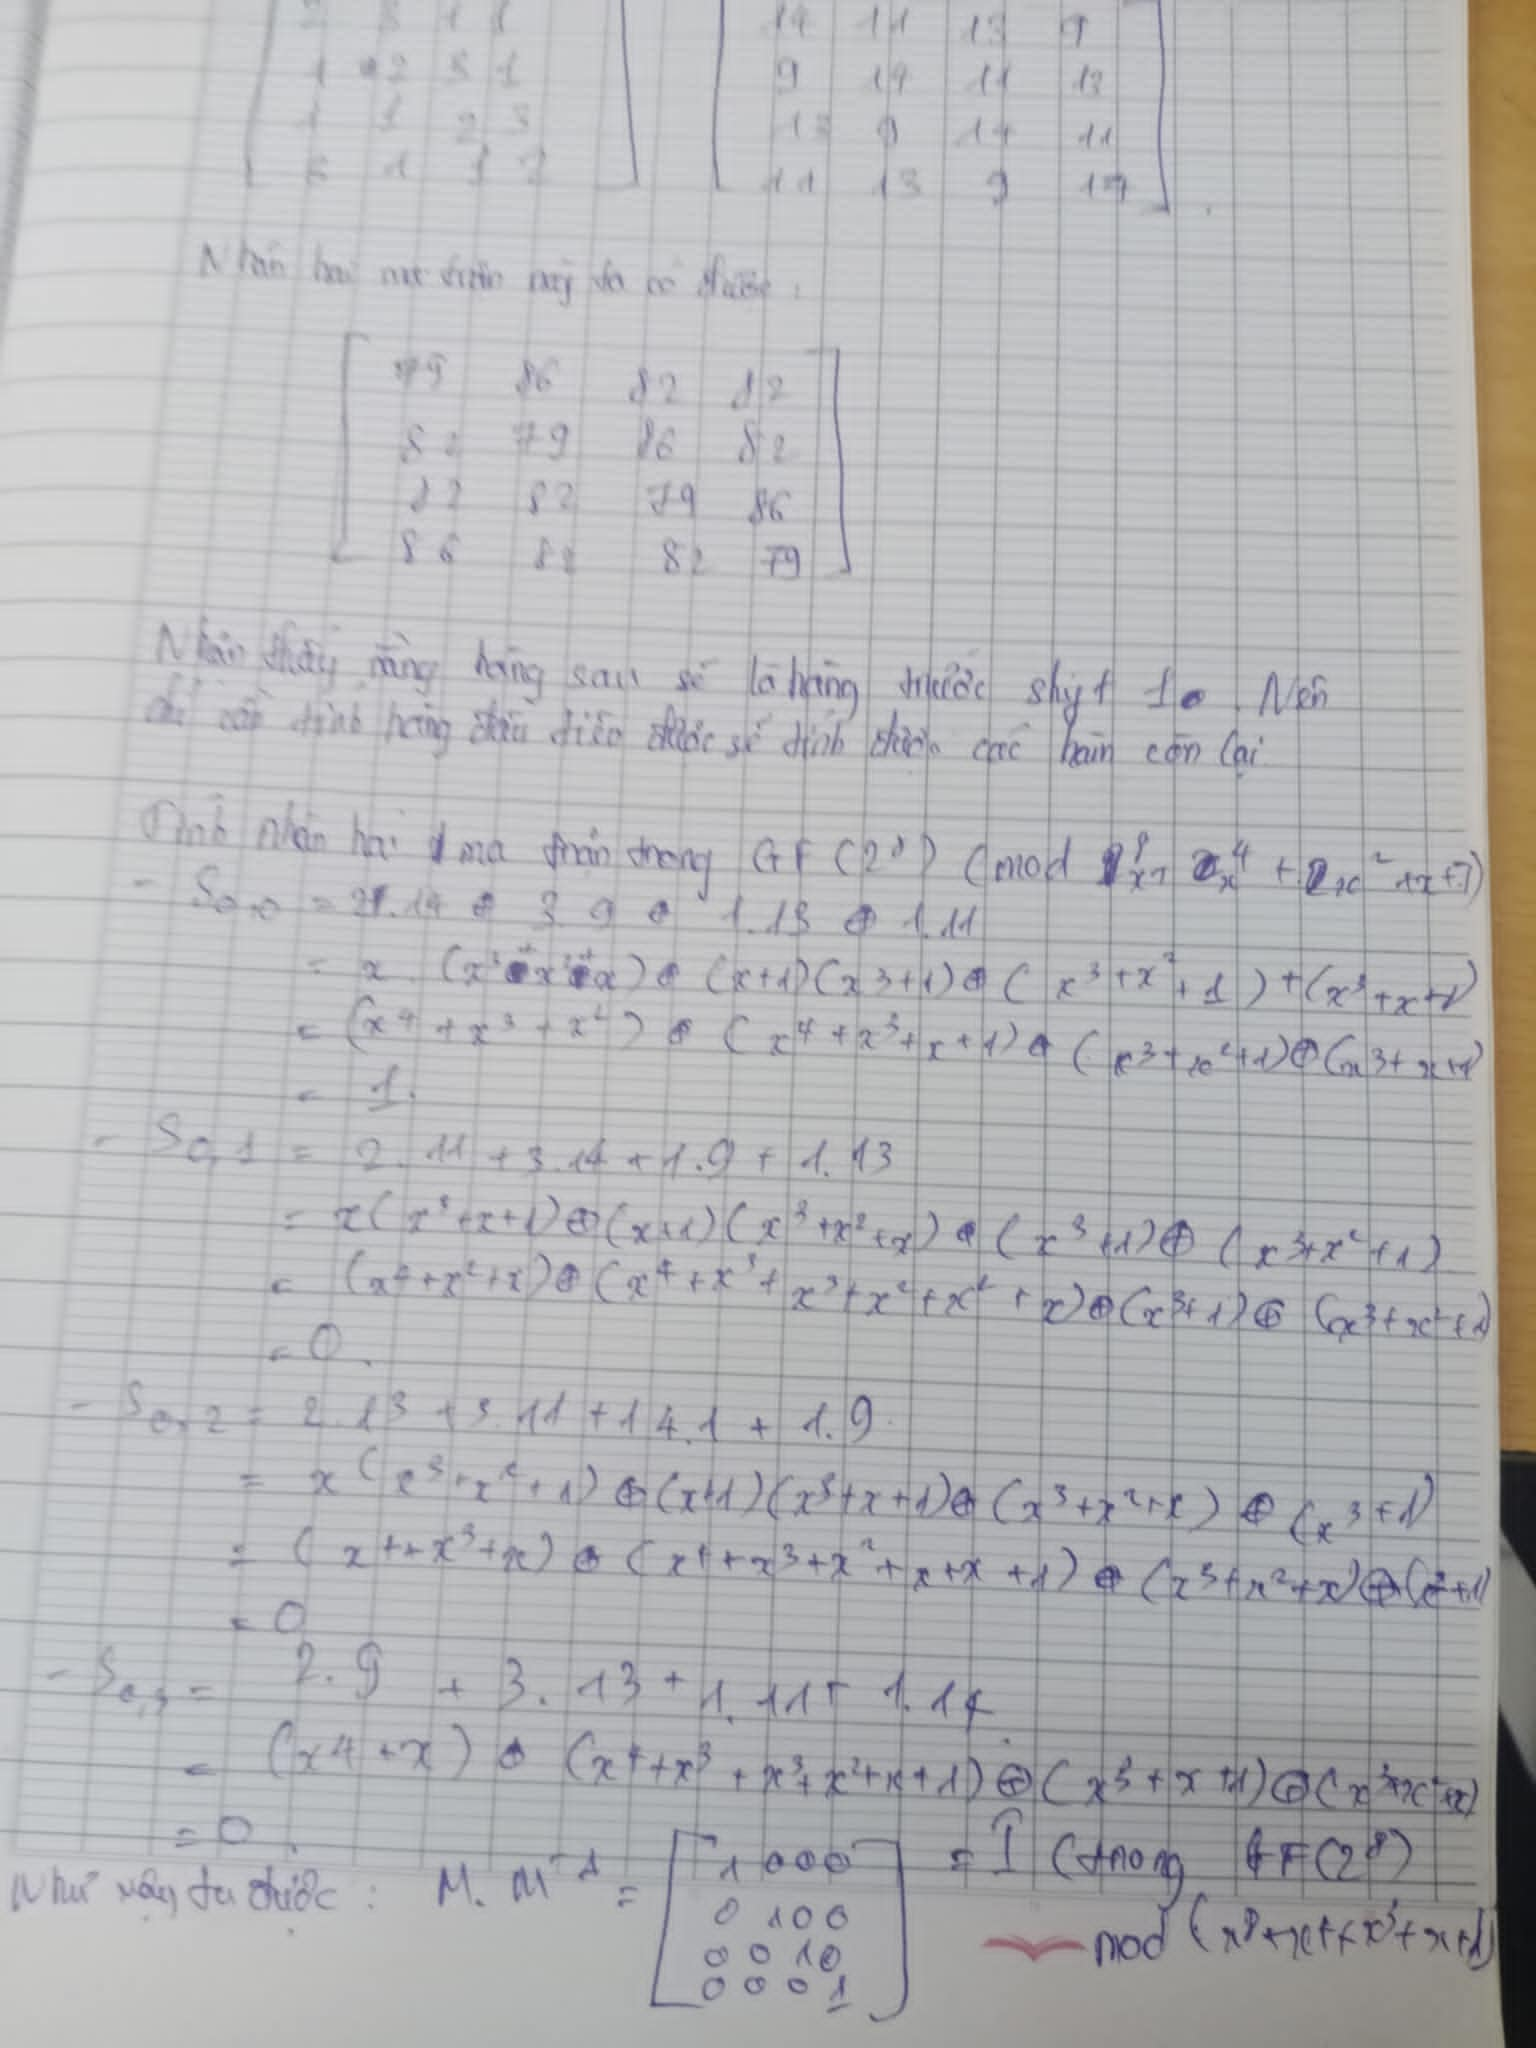 2 3 1 1 14 11 13 9
1 2 3 1 9 14 11 13
1 1 2 3 13 9 14 11
3 1 1 2 11 13 9 14
Nhân hai ma trận này ta có được :
79 86 82 82
82 79 86 82
82 82 79 86
86 82 82 79
Nhận thấy rằng hàng sau sẽ là hàng trước shift 1. Nên
chỉ cần tính hàng đầu tiên được sẽ tính được các hàn còn lại
Tính nhân hai ma trận trong GF(2⁸) (mod x⁸+ x⁴ + x² +x+1)
- S0,0 = 2.14 ⊕ 3.9 ⊕ 1.13 ⊕ 1.11
= x (x³+x²+x) ⊕ (x+1)(x3+1) ⊕ (x³+x²+1) + (x³+x+1)
= (x⁴+x³+x²) ⊕ (x⁴+x³+x+1) ⊕ (x³+x²+1) ⊕ (x3+x+1)
= 1.
- S0,1 = 2.11 + 3.14 + 1.9 + 1.13
= x(x³+x+1) ⊕ (x+1)(x³+x²+x) ⊕ (x³+1) ⊕ (x3+x²+1)
= (x⁴+x²+x) ⊕ (x⁴+x³+x³+x²+x²+x) ⊕ (x³+1) ⊕ (x³+x²+1)
= 0.
- S0,2 = 2.13 + 3.11 + 14.1 + 1.9.
= x(x³+x²+1) ⊕ (x+1)(x³+x+1) ⊕ (x³+x²+x) ⊕ (x³+1)
= (x⁴+x³+x) ⊕ (x⁴+x³+x²+x+x+1) ⊕ (x³+x²+x) ⊕ (x³+1)
= 0
- S0,3 = 2.9 + 3.13 + 1.11 + 1.14
= (x4+x) ⊕ (x⁴+x³+x³+x²+x+1) ⊕ (x³+x+1) ⊕ (x³+x²+x)
= 0.
Như vậy ta được : M.M⁻¹ = 1 0 0 0 = I (trong GF(2⁸)
0 1 0 0
0 0 1 0 mod (x⁸+x⁴+x³+x+1)
0 0 0 1